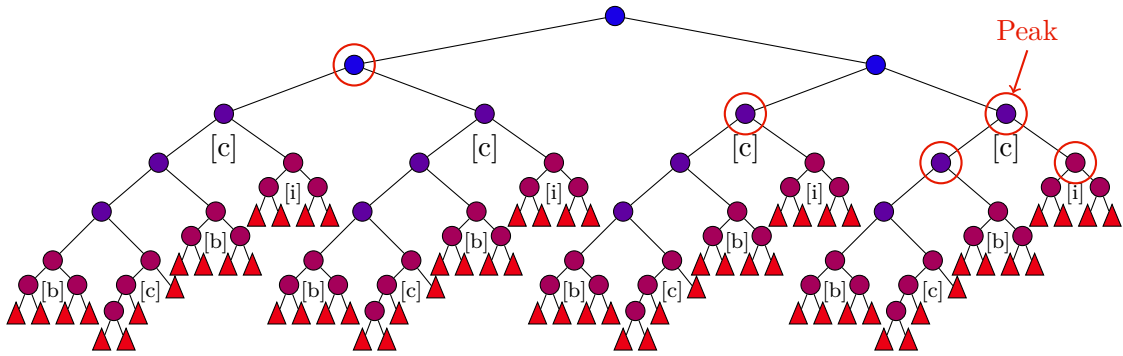 Peak
[c] [c] [c] [c]
[i] [i] [i] [i]
[b] [b] [b] [b]
[b] [c] [b] [c] [b] [c] [b] [c]